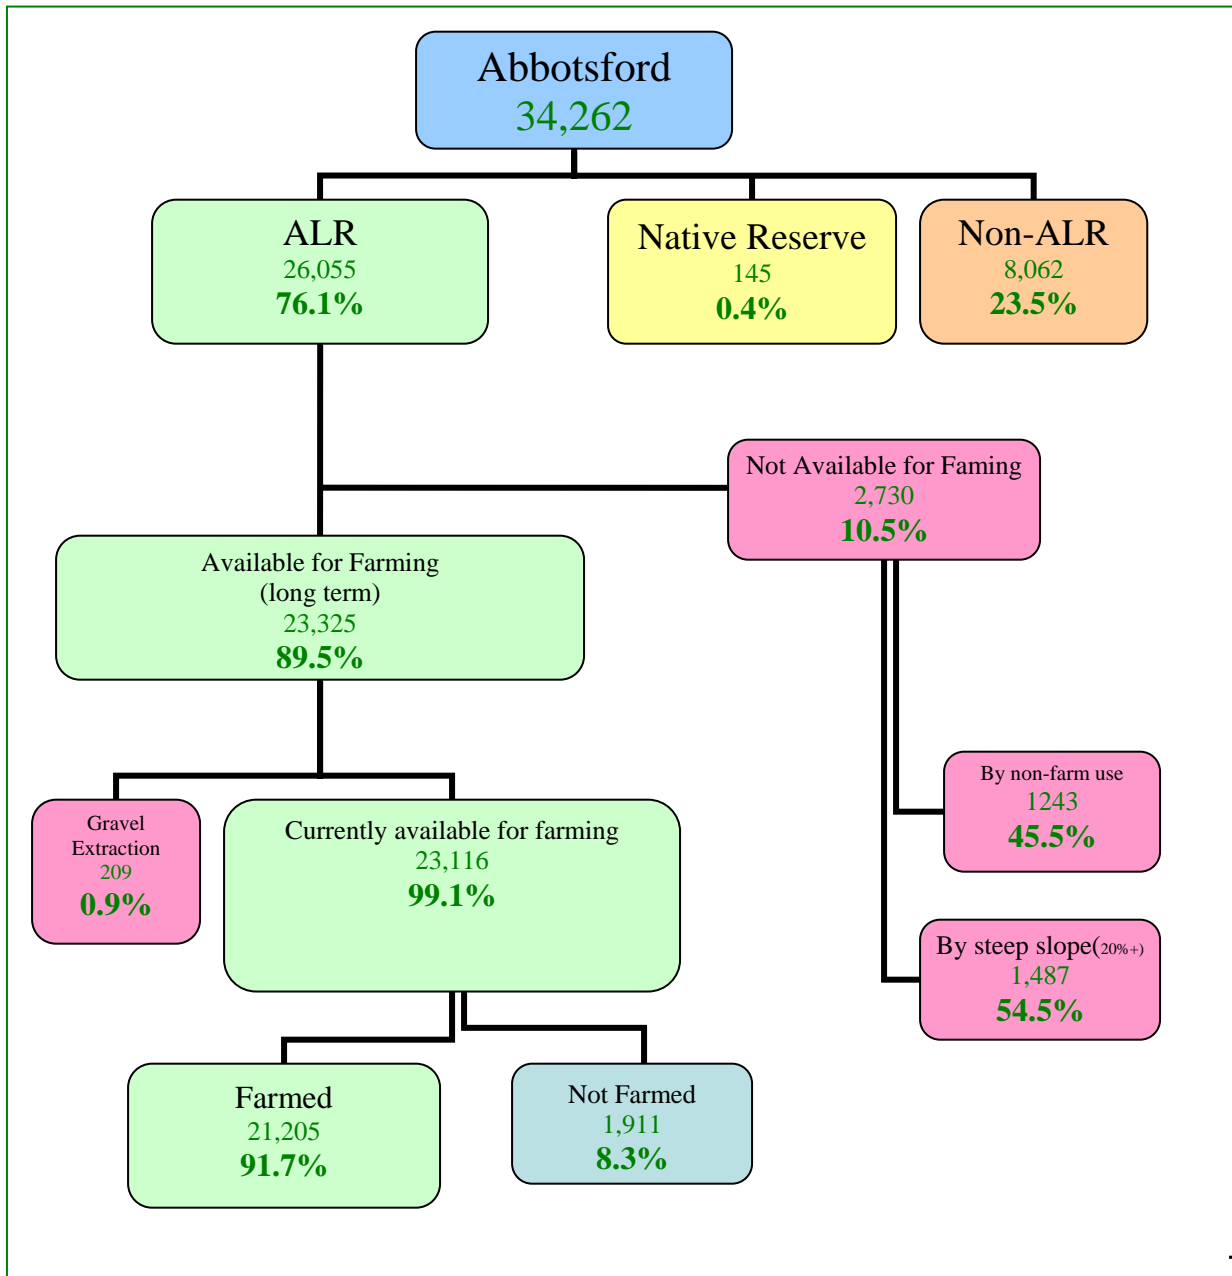 Abbotsford
34,262
ALR
26,055
76.1%
Native Reserve
145
0.4%
Non-ALR
8,062
23.5%
Not Available for Faming
2,730
10.5%
Available for Farming
(long term)
23,325
89.5%
By non-farm use
1243
45.5%
Gravel
Extraction
209
0.9%
Currently available for farming
23,116
99.1%
By steep slope(20%+)
1,487
54.5%
Farmed
21,205
91.7%
Not Farmed
1,911
8.3%